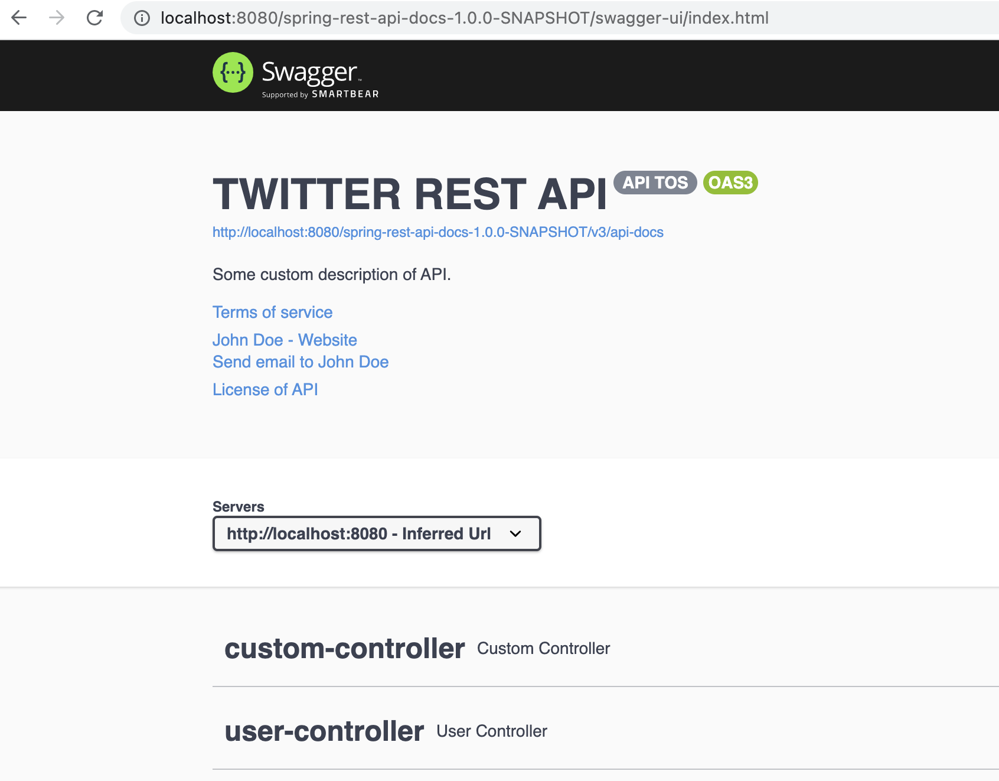 localhost:8080/spring-rest-api-docs-1.0.0-SNAPSHOT/swagger-ui/index.html
{···} Swagger™
Supported by SMARTBEAR
TWITTER REST API API TOS OAS3
http://localhost:8080/spring-rest-api-docs-1.0.0-SNAPSHOT/v3/api-docs
Some custom description of API.
Terms of service
John Doe - Website
Send email to John Doe
License of API
Servers
http://localhost:8080 - Inferred Url
custom-controller Custom Controller
user-controller User Controller